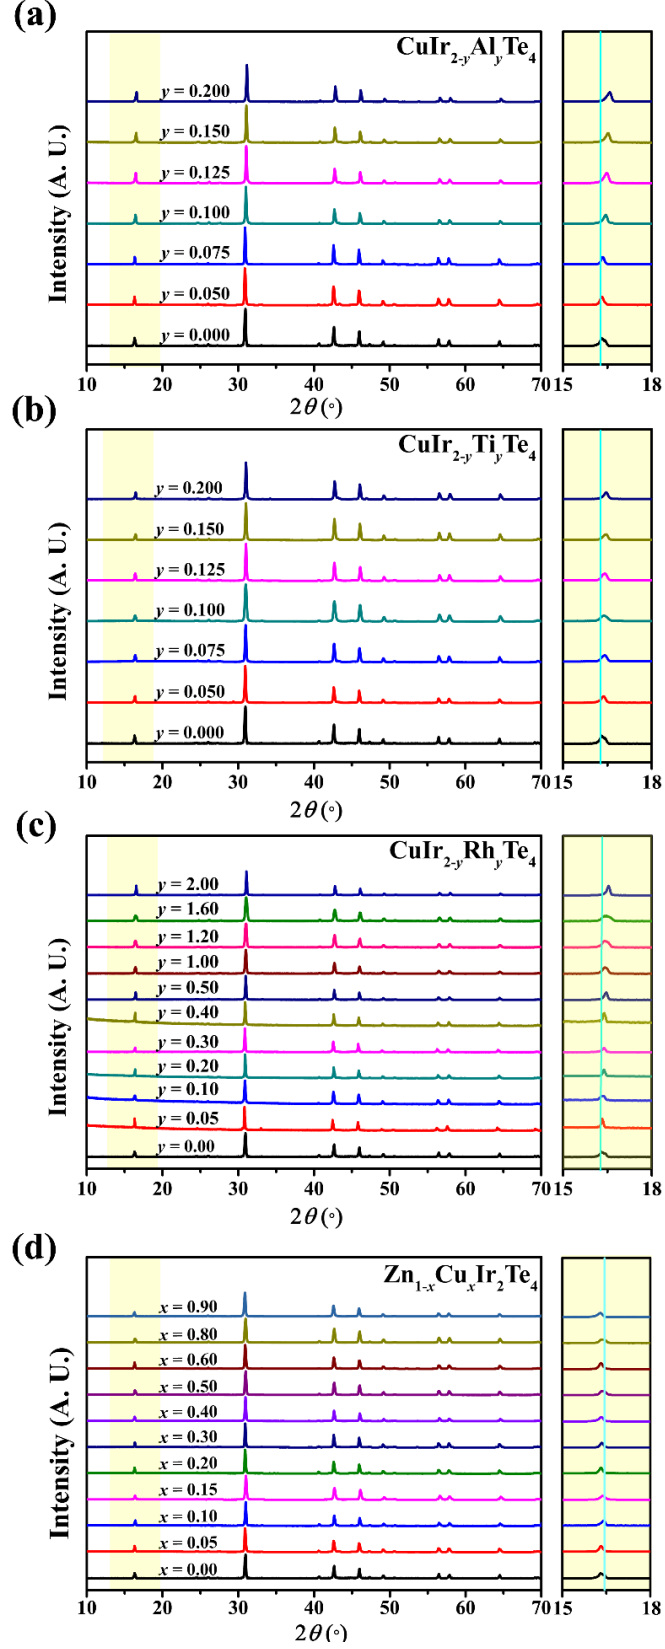 (a)
CuIr2-yAlyTe4
y = 0.200
y = 0.150
y = 0.125
y = 0.100
y = 0.075
y = 0.050
y = 0.000
Intensity (A. U.)
10 20 30 40 50 60 70 15 18
2θ (°)
(b)
CuIr2-yTiyTe4
y = 0.200
y = 0.150
y = 0.125
y = 0.100
y = 0.075
y = 0.050
y = 0.000
Intensity (A. U.)
10 20 30 40 50 60 70 15 18
2θ (°)
(c)
CuIr2-yRhyTe4
y = 2.00
y = 1.60
y = 1.20
y = 1.00
y = 0.50
y = 0.40
y = 0.30
y = 0.20
y = 0.10
y = 0.05
y = 0.00
Intensity (A. U.)
10 20 30 40 50 60 70 15 18
2θ (°)
(d)
Zn1-xCuxIr2Te4
x = 0.90
x = 0.80
x = 0.60
x = 0.50
x = 0.40
x = 0.30
x = 0.20
x = 0.15
x = 0.10
x = 0.05
x = 0.00
Intensity (A. U.)
10 20 30 40 50 60 70 15 18
2θ (°)